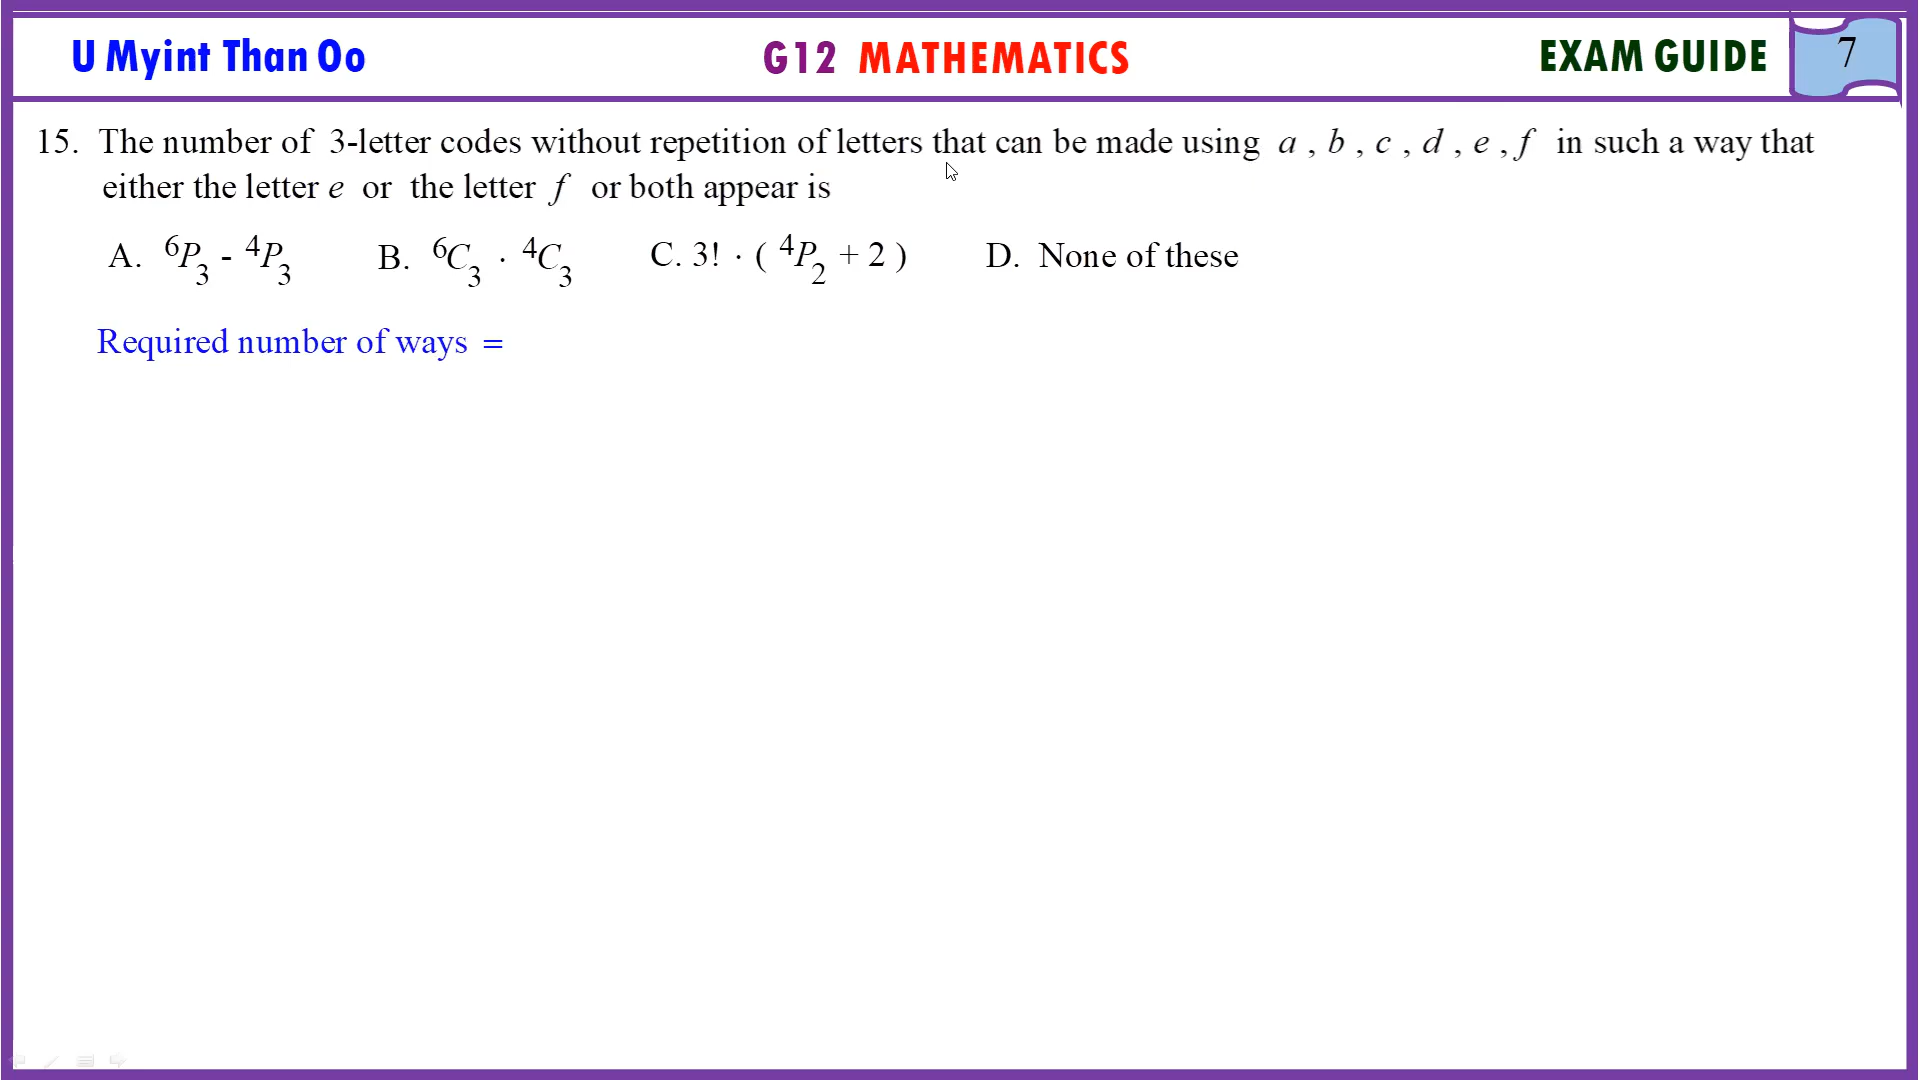 U Myint Than Oo G12 MATHEMATICS EXAM GUIDE 7
15. The number of 3-letter codes without repetition of letters that can be made using a , b , c , d , e , f in such a way that
either the letter e or the letter f or both appear is
A. ⁶P₃ - ⁴P₃ B. ⁶C₃ · ⁴C₃ C. 3! · ( ⁴P₂ + 2 ) D. None of these
Required number of ways =